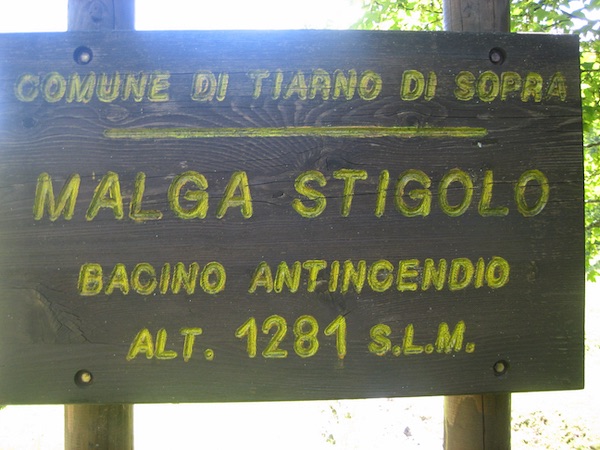 COMUNE DI TIARNO DI SOPRA
MALGA STIGOLO
BACINO ANTINCENDIO
ALT. 1281 S.L.M.